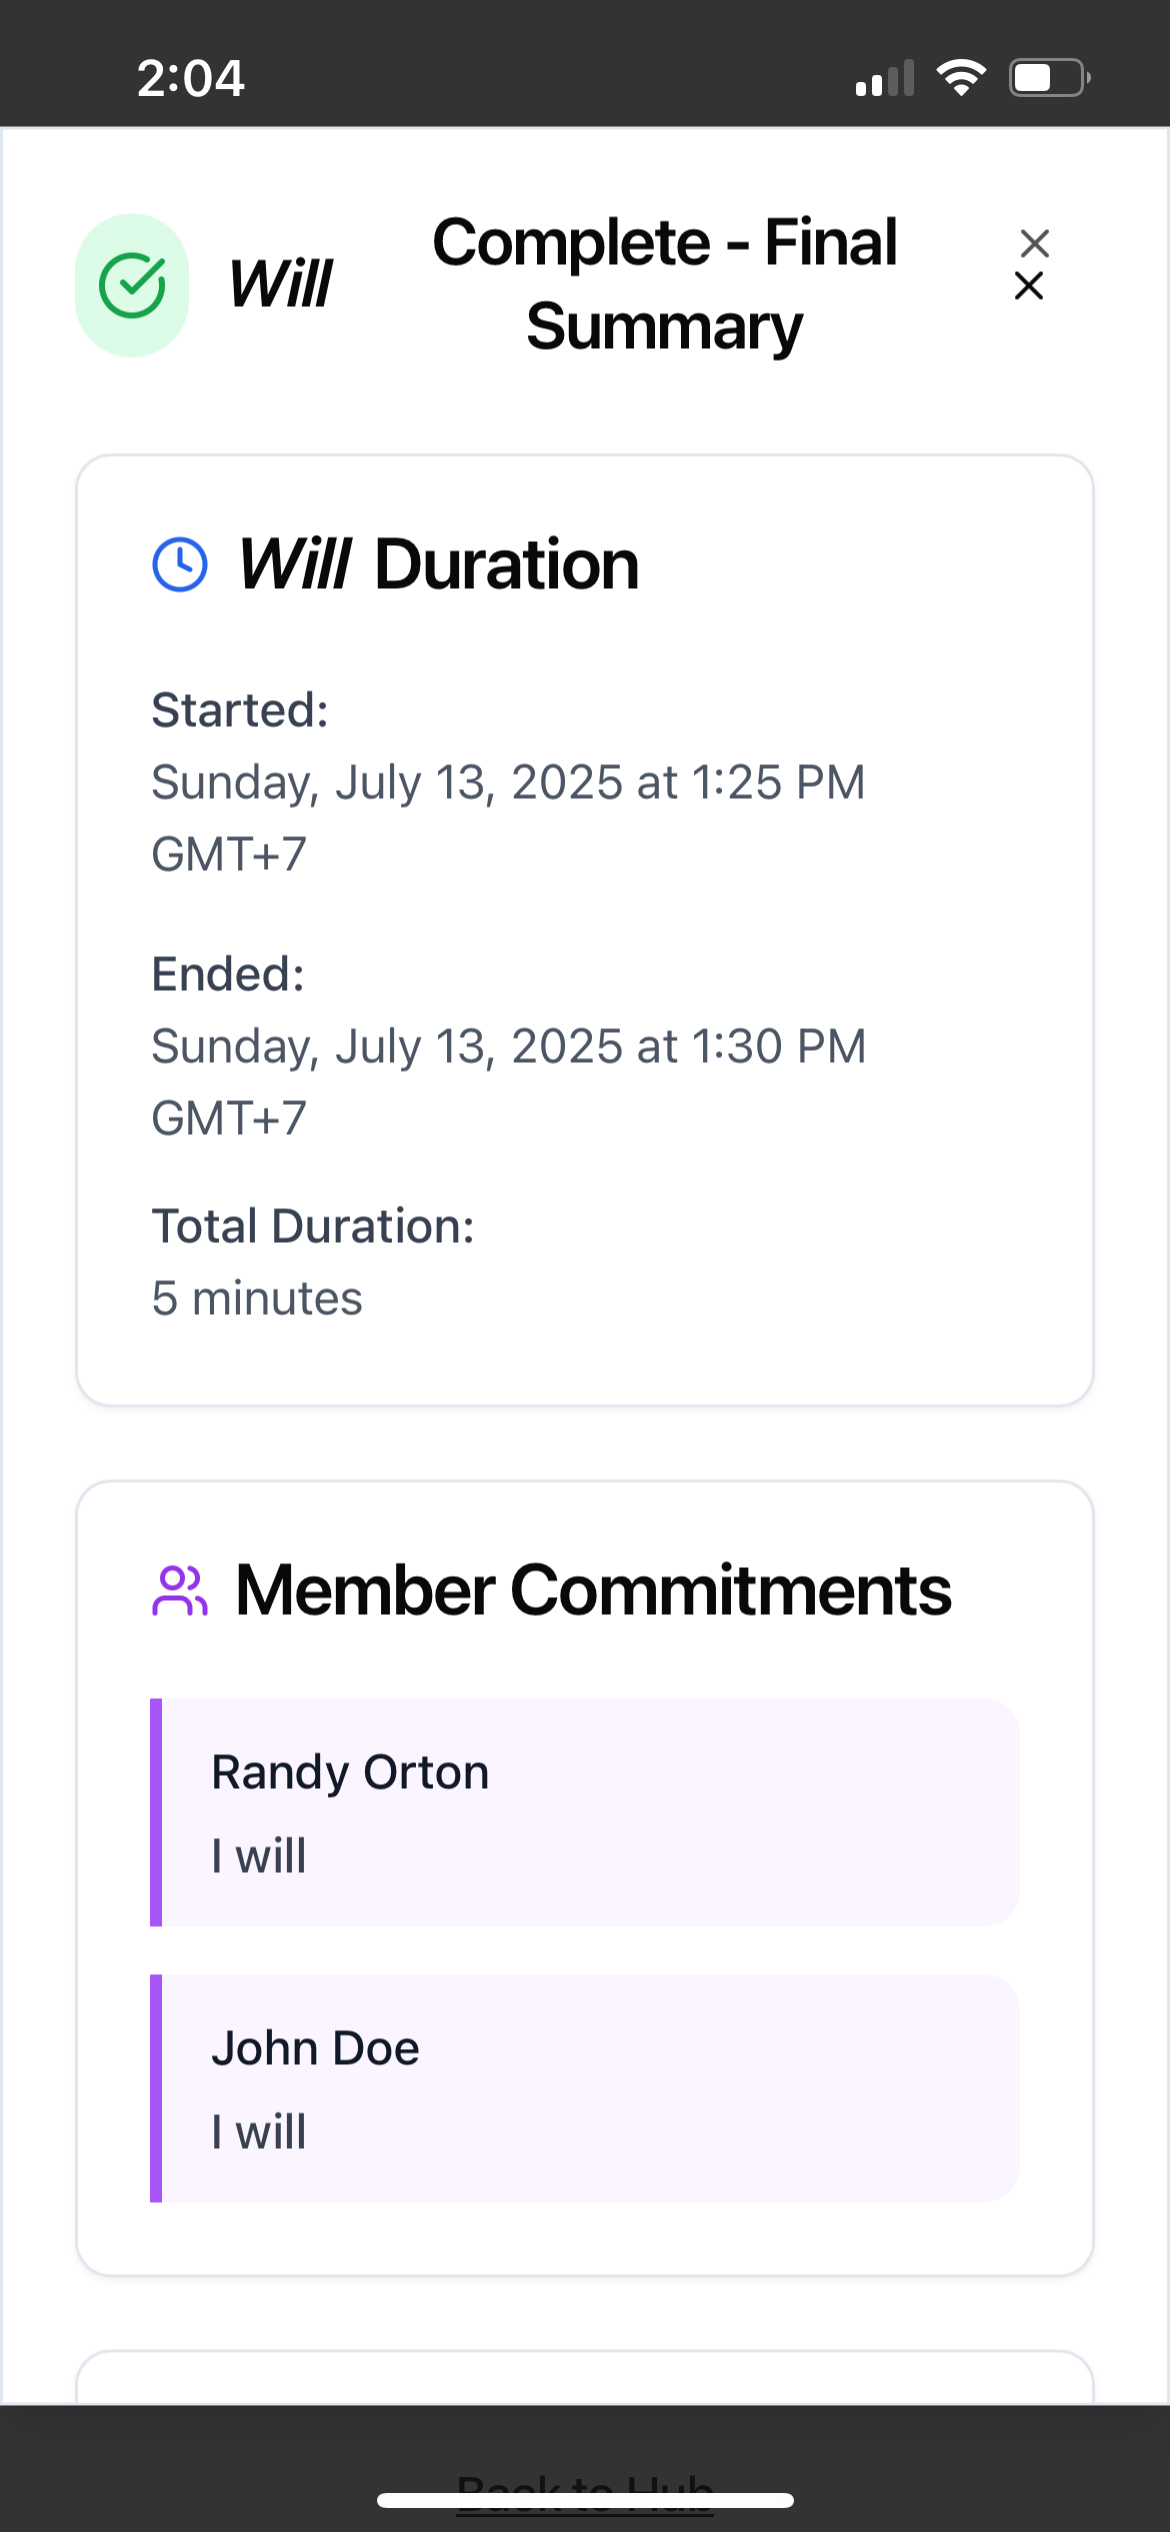 2:04
Will
Complete - Final
Summary
Will Duration
Started:
Sunday, July 13, 2025 at 1:25 PM
GMT+7
Ended:
Sunday, July 13, 2025 at 1:30 PM
GMT+7
Total Duration:
5 minutes
Member Commitments
Randy Orton
I will
John Doe
I will
Back to Hub